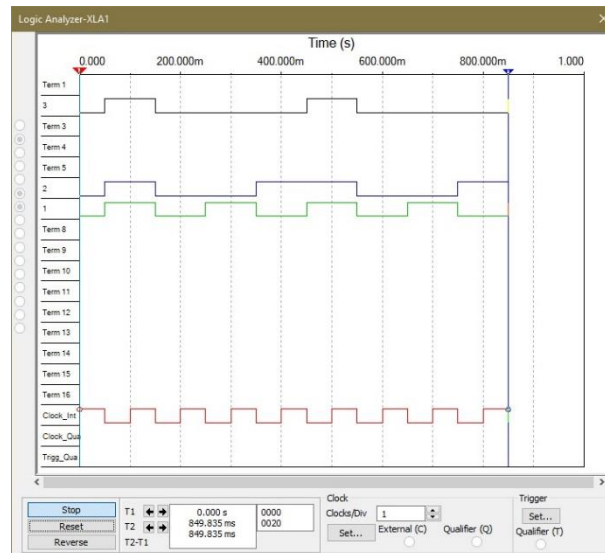 Logic Analyzer-XLA1
Time (s)
0.000 200.000m 400.000m 600.000m 800.000m 1.000
1 1
Term 1
3
Term 3
Term 4
Term 5
2
1
Term 8
Term 9
Term 10
Term 11
Term 12
Term 13
Term 14
Term 15
Term 16
Clock_Int
Clock_Qua
Trigg_Qua
Stop
Reset
Reverse
T1 0.000 s 0000
T2 849.835 ms 0020
T2-T1 849.835 ms
Clock
Clocks/Div 1
Set... External (C) Qualifier (Q)
Trigger
Set...
Qualifier (T)